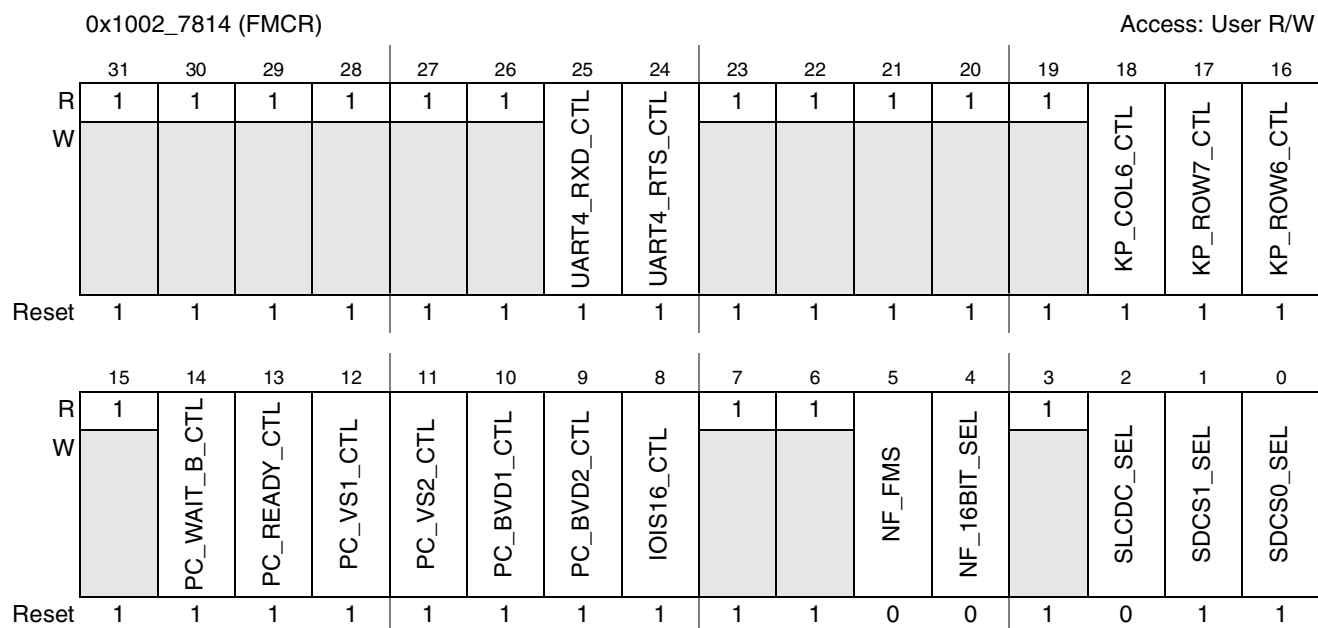 0x1002_7814 (FMCR) Access: User R/W
31 30 29 28 27 26 25 24 23 22 21 20 19 18 17 16
R 1 1 1 1 1 1 UART4_RXD_CTL UART4_RTS_CTL 1 1 1 1 1 KP_COL6_CTL KP_ROW7_CTL KP_ROW6_CTL
W
Reset 1 1 1 1 1 1 1 1 1 1 1 1 1 1 1 1
15 14 13 12 11 10 9 8 7 6 5 4 3 2 1 0
R 1 PC_WAIT_B_CTL PC_READY_CTL PC_VS1_CTL PC_VS2_CTL PC_BVD1_CTL PC_BVD2_CTL IOIS16_CTL 1 1 NF_FMS NF_16BIT_SEL 1 SLCDC_SEL SDCS1_SEL SDCS0_SEL
W
Reset 1 1 1 1 1 1 1 1 1 1 0 0 1 0 1 1